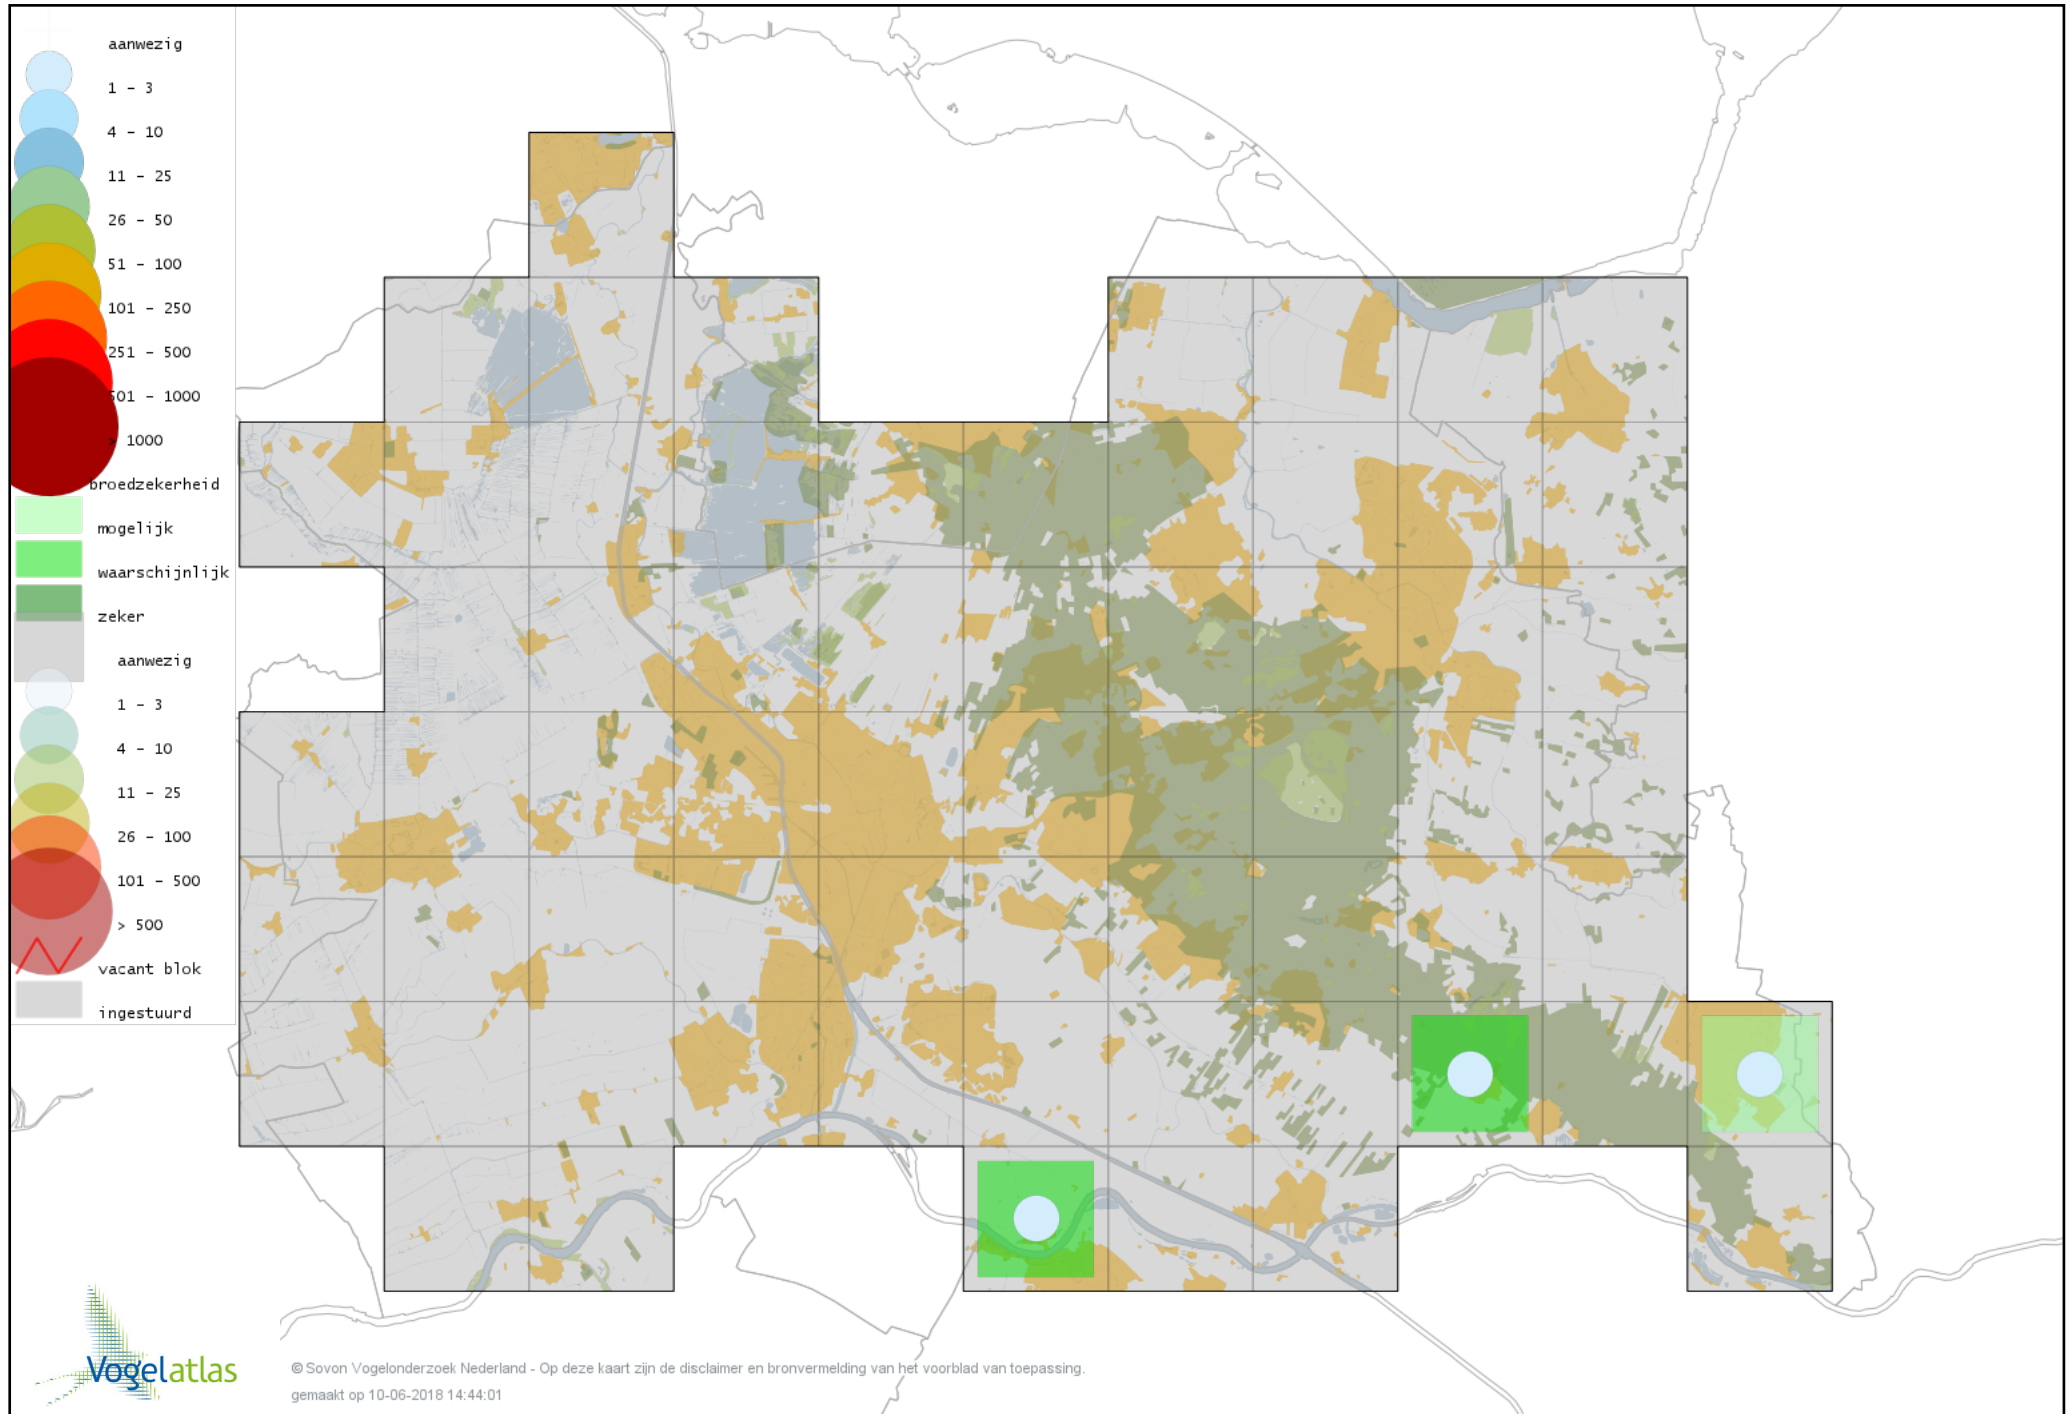 aanwezig
1 - 3
4 - 10
11 - 25
26 - 50
51 - 100
101 - 250
251 - 500
501 - 1000
> 1000
broedzekerheid
mogelijk
waarschijnlijk
zeker
aanwezig
1 - 3
4 - 10
11 - 25
26 - 100
101 - 500
> 500
vacant blok
ingestuurd
Vogelatlas
© Sovon Vogelonderzoek Nederland - Op deze kaart zijn de disclaimer en bronvermelding van het voorblad van toepassing.
gemaakt op 10-06-2018 14:44:01